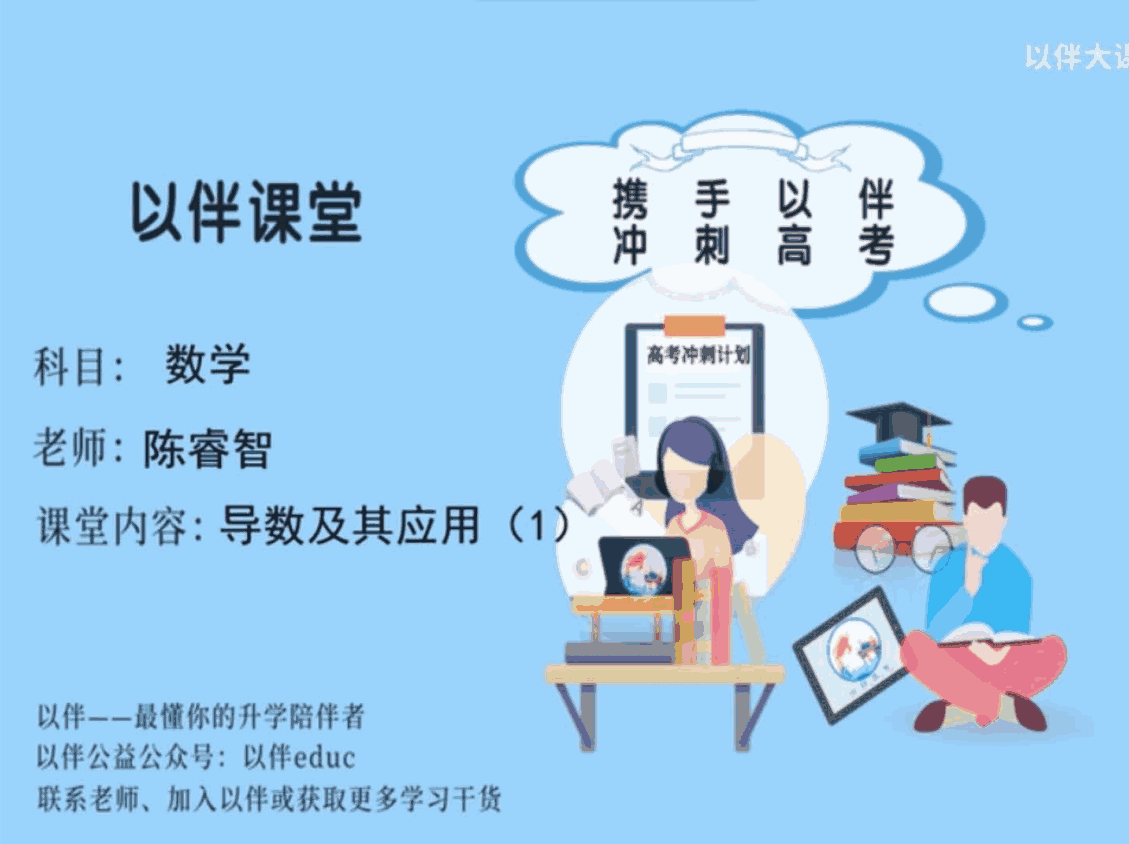 以伴大课
以伴课堂
携手以伴
冲刺高考
高考冲刺计划
科目： 数学
老师：陈睿智
课堂内容：导数及其应用（1）
以伴——最懂你的升学陪伴者
以伴公益公众号：以伴educ
联系老师、加入以伴或获取更多学习干货